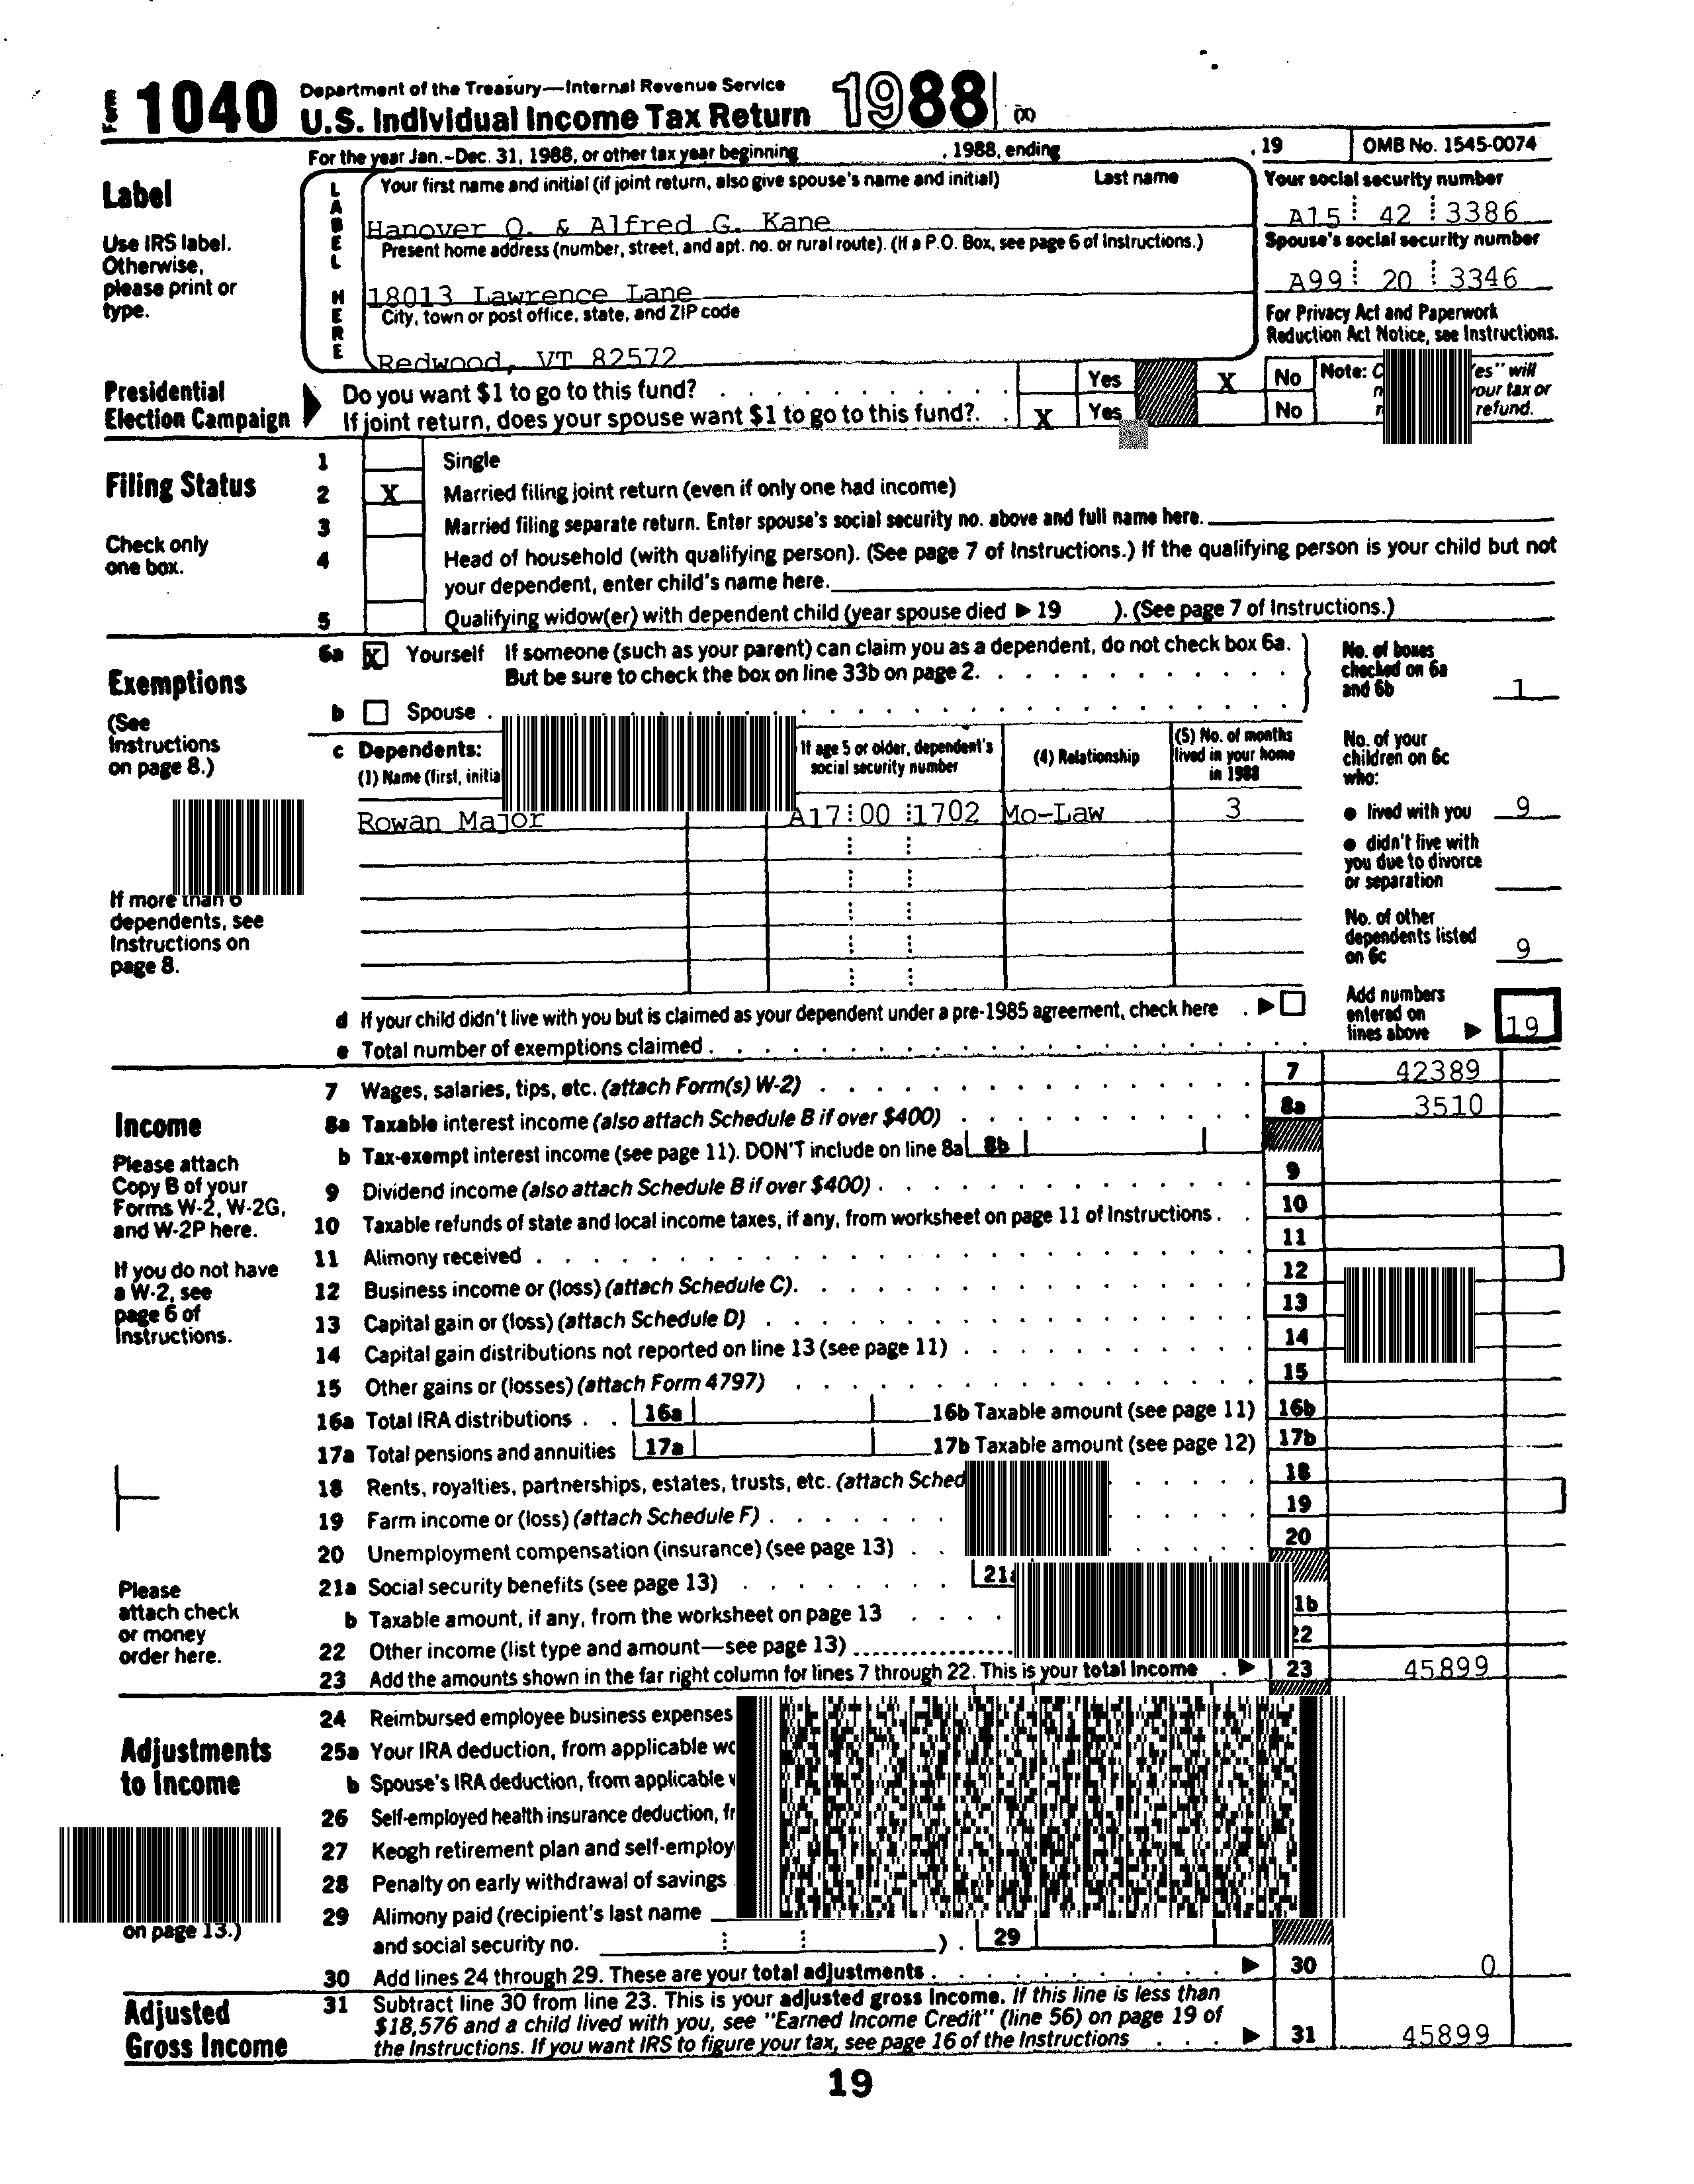 Form 1040 Department of the Treasury—Internal Revenue Service
U.S. Individual Income Tax Return 1988 (X)
For the year Jan.-Dec. 31, 1988, or other tax year beginning , 1988, ending , 19 OMB No. 1545-0074
Label
Use IRS label.
Otherwise,
please print or
type.
LABEL HERE
Your first name and initial (if joint return, also give spouse's name and initial) Last name
Hanover Q. & Alfred G. Kane
Present home address (number, street, and apt. no. or rural route). (If a P.O. Box, see page 6 of Instructions.)
18013 Lawrence Lane
City, town or post office, state, and ZIP code
Redwood, VT 82572
Your social security number
A15 42 3386
Spouse's social security number
A99 20 3346
For Privacy Act and Paperwork
Reduction Act Notice, see Instructions.
Presidential
Election Campaign
Do you want $1 to go to this fund? Yes X No
If joint return, does your spouse want $1 to go to this fund? X Yes No
Note: es" will
our tax or
refund.
Filing Status
Check only
one box.
1 Single
2 X Married filing joint return (even if only one had income)
3 Married filing separate return. Enter spouse's social security no. above and full name here.
4 Head of household (with qualifying person). (See page 7 of Instructions.) If the qualifying person is your child but not
your dependent, enter child's name here.
5 Qualifying widow(er) with dependent child (year spouse died ▶ 19 ). (See page 7 of Instructions.)
Exemptions
(See
Instructions
on page 8.)
If more than 6
dependents, see
Instructions on
page 8.
6a X Yourself If someone (such as your parent) can claim you as a dependent, do not check box 6a.
But be sure to check the box on line 33b on page 2.
b Spouse
c Dependents:
(1) Name (first, initia
If age 5 or older, dependent's
social security number
(4) Relationship
(5) No. of months
lived in your home
in 1988
Rowan Major A17 00 1702 Mo-Law 3
No. of boxes
checked on 6a
and 6b 1
No. of your
children on 6c
who:
● lived with you 9
● didn't live with
you due to divorce
or separation
No. of other
dependents listed
on 6c 9
Add numbers
entered on
lines above ▶ 19
d If your child didn't live with you but is claimed as your dependent under a pre-1985 agreement, check here ▶
e Total number of exemptions claimed
Income
Please attach
Copy B of your
Forms W-2, W-2G,
and W-2P here.
If you do not have
a W-2, see
page 6 of
Instructions.
Please
attach check
or money
order here.
7 Wages, salaries, tips, etc. (attach Form(s) W-2) 7 42389
8a Taxable interest income (also attach Schedule B if over $400) 8a 3510
b Tax-exempt interest income (see page 11). DON'T include on line 8a 8b
9 Dividend income (also attach Schedule B if over $400) 9
10 Taxable refunds of state and local income taxes, if any, from worksheet on page 11 of Instructions 10
11 Alimony received 11
12 Business income or (loss) (attach Schedule C) 12
13 Capital gain or (loss) (attach Schedule D) 13
14 Capital gain distributions not reported on line 13 (see page 11) 14
15 Other gains or (losses) (attach Form 4797) 15
16a Total IRA distributions 16a 16b Taxable amount (see page 11) 16b
17a Total pensions and annuities 17a 17b Taxable amount (see page 12) 17b
18 Rents, royalties, partnerships, estates, trusts, etc. (attach Sched 18
19 Farm income or (loss) (attach Schedule F) 19
20 Unemployment compensation (insurance) (see page 13) 20
21a Social security benefits (see page 13) 21a
b Taxable amount, if any, from the worksheet on page 13 1b
22 Other income (list type and amount—see page 13) 22
23 Add the amounts shown in the far right column for lines 7 through 22. This is your total income ▶ 23 45899
Adjustments
to Income
on page 13.)
24 Reimbursed employee business expenses
25a Your IRA deduction, from applicable wo
b Spouse's IRA deduction, from applicable
26 Self-employed health insurance deduction, fr
27 Keogh retirement plan and self-employ
28 Penalty on early withdrawal of savings
29 Alimony paid (recipient's last name
and social security no. ) 29
30 Add lines 24 through 29. These are your total adjustments ▶ 30 0
Adjusted
Gross Income
31 Subtract line 30 from line 23. This is your adjusted gross income. If this line is less than
$18,576 and a child lived with you, see "Earned Income Credit" (line 56) on page 19 of
the Instructions. If you want IRS to figure your tax, see page 16 of the Instructions ▶ 31 45899
19